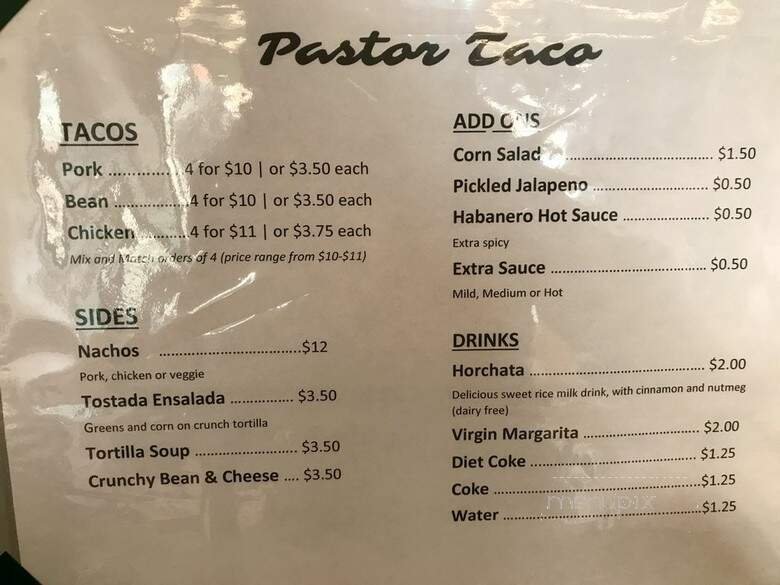 Pastor Taco
TACOS
Pork .............. 4 for $10 | or $3.50 each
Bean .............. 4 for $10 | or $3.50 each
Chicken .......... 4 for $11 | or $3.75 each
Mix and Match orders of 4 (price range from $10-$11)
SIDES
Nachos ................................... $12
Pork, chicken or veggie
Tostada Ensalada ................ $3.50
Greens and corn on crunch tortilla
Tortilla Soup .......................... $3.50
Crunchy Bean & Cheese .... $3.50
ADD ONS
Corn Salad ..................................... $1.50
Pickled Jalapeno ............................. $0.50
Habanero Hot Sauce ..................... $0.50
Extra spicy
Extra Sauce ....................................... $0.50
Mild, Medium or Hot
DRINKS
Horchata ............................................ $2.00
Delicious sweet rice milk drink, with cinnamon and nutmeg
(dairy free)
Virgin Margarita ............................. $2.00
Diet Coke .......................................... $1.25
Coke .................................................... $1.25
Water .................................................. $1.25